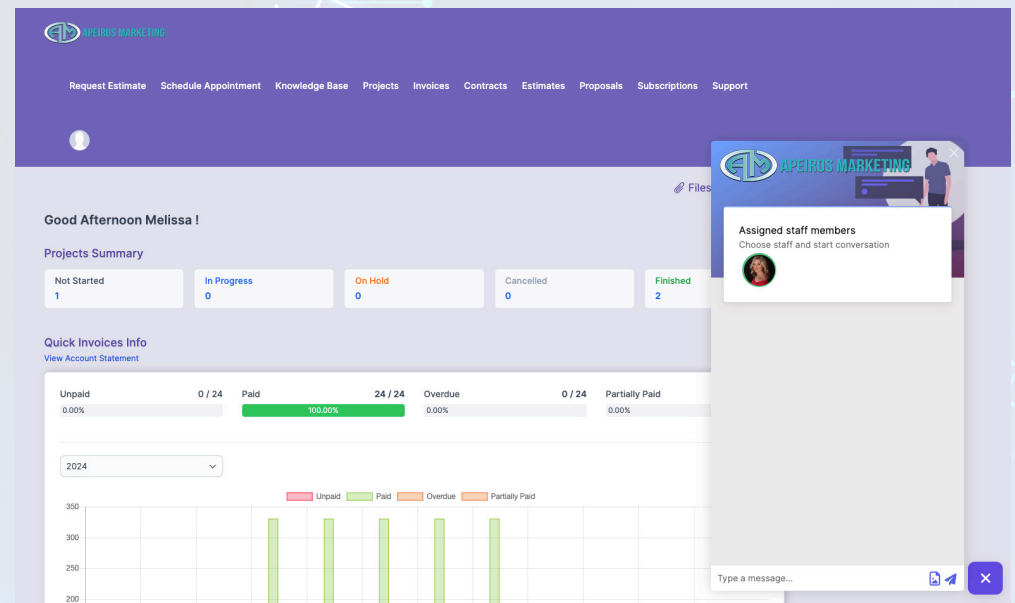 APEIROS MARKETING
Request Estimate Schedule Appointment Knowledge Base Projects Invoices Contracts Estimates Proposals Subscriptions Support
Files
APEIROS MARKETING
Assigned staff members
Choose staff and start conversation
Good Afternoon Melissa !
Projects Summary
Not Started In Progress On Hold Cancelled Finished
1 0 0 0 2
Quick Invoices Info
View Account Statement
Unpaid 0 / 24 Paid 24 / 24 Overdue 0 / 24 Partially Paid
0.00% 100.00% 0.00% 0.00%
2024
Unpaid Paid Overdue Partially Paid
350
300
250
200
Type a message...